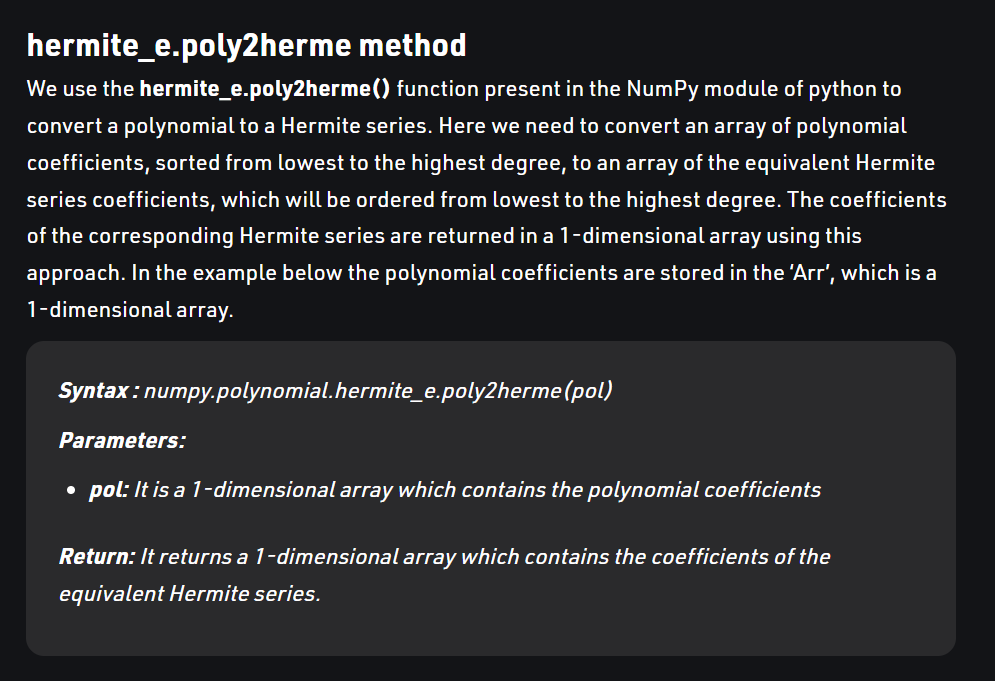 hermite_e.poly2herme method
We use the hermite_e.poly2herme() function present in the NumPy module of python to
convert a polynomial to a Hermite series. Here we need to convert an array of polynomial
coefficients, sorted from lowest to the highest degree, to an array of the equivalent Hermite
series coefficients, which will be ordered from lowest to the highest degree. The coefficients
of the corresponding Hermite series are returned in a 1-dimensional array using this
approach. In the example below the polynomial coefficients are stored in the ‘Arr’, which is a
1-dimensional array.
Syntax : numpy.polynomial.hermite_e.poly2herme(pol)
Parameters:
• pol: It is a 1-dimensional array which contains the polynomial coefficients
Return: It returns a 1-dimensional array which contains the coefficients of the
equivalent Hermite series.